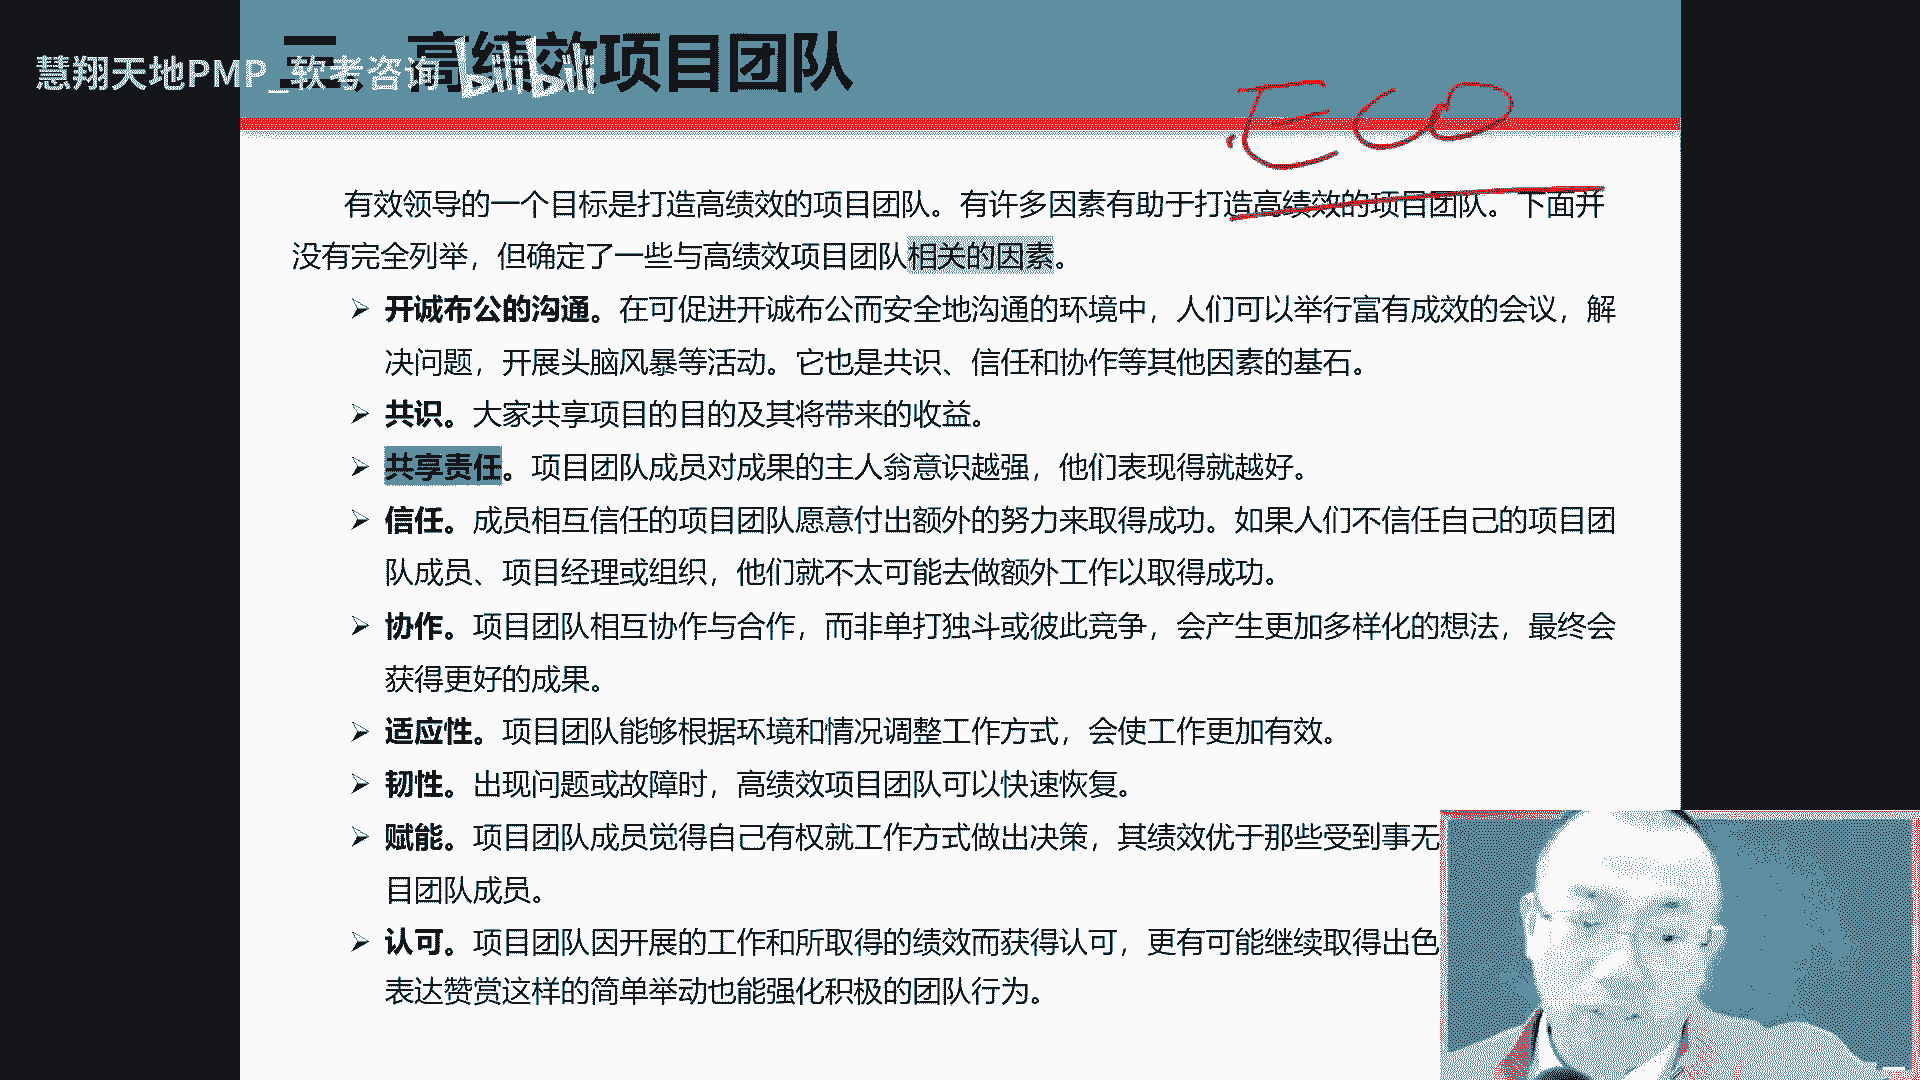 三、高绩效项目团队
慧翔天地PMP_软考咨询
bilibili
ECO
有效领导的一个目标是打造高绩效的项目团队。有许多因素有助于打造高绩效的项目团队。下面并
没有完全列举，但确定了一些与高绩效项目团队相关的因素。
➢ 开诚布公的沟通。在可促进开诚布公而安全地沟通的环境中，人们可以举行富有成效的会议，解
决问题，开展头脑风暴等活动。它也是共识、信任和协作等其他因素的基石。
➢ 共识。大家共享项目的目的及其将带来的收益。
➢ 共享责任。项目团队成员对成果的主人翁意识越强，他们表现得就越好。
➢ 信任。成员相互信任的项目团队愿意付出额外的努力来取得成功。如果人们不信任自己的项目团
队成员、项目经理或组织，他们就不太可能去做额外工作以取得成功。
➢ 协作。项目团队相互协作与合作，而非单打独斗或彼此竞争，会产生更加多样化的想法，最终会
获得更好的成果。
➢ 适应性。项目团队能够根据环境和情况调整工作方式，会使工作更加有效。
➢ 韧性。出现问题或故障时，高绩效项目团队可以快速恢复。
➢ 赋能。项目团队成员觉得自己有权就工作方式做出决策，其绩效优于那些受到事无
目团队成员。
➢ 认可。项目团队因开展的工作和所取得的绩效而获得认可，更有可能继续取得出色
表达赞赏这样的简单举动也能强化积极的团队行为。